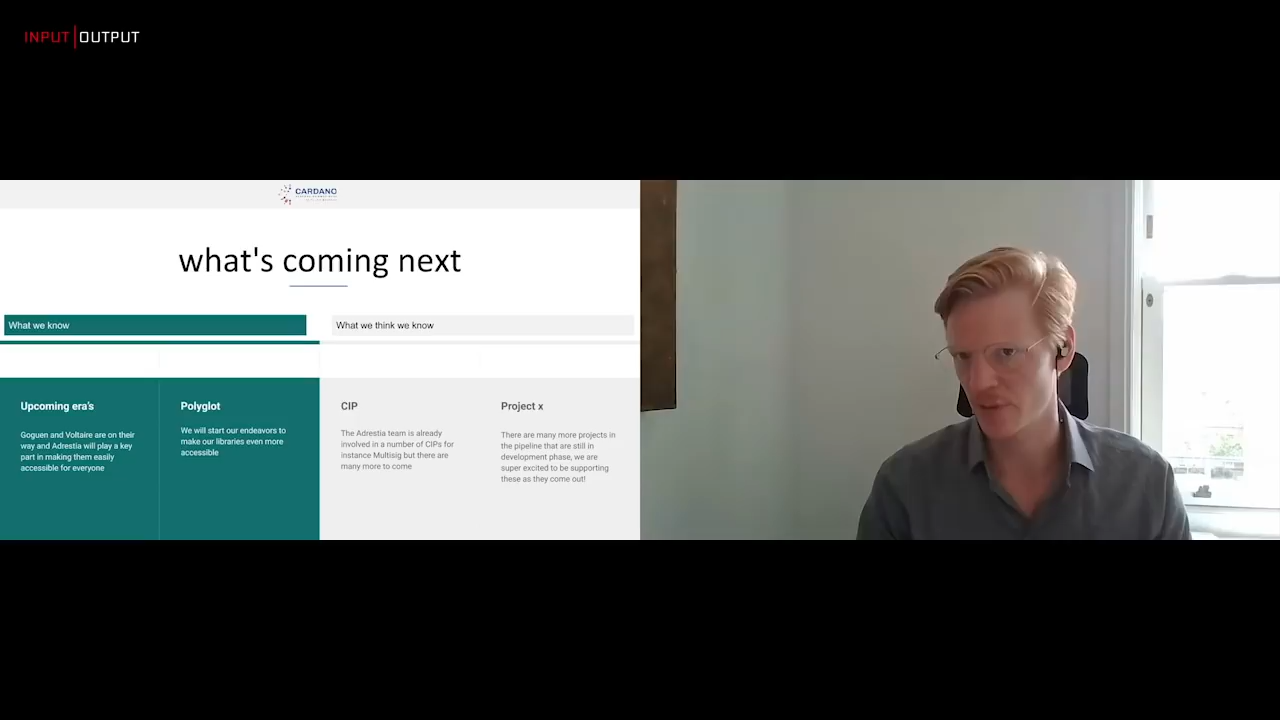 INPUT|OUTPUT
CARDANO
what's coming next
What we know
What we think we know
Upcoming era's
Goguen and Voltaire are on their
way and Adrestia will play a key
part in making them easily
accessible for everyone
Polyglot
We will start our endeavors to
make our libraries even more
accessible
CIP
The Adrestia team is already
involved in a number of CIPs for
instance Multisig but there are
many more to come
Project x
There are many more projects in
the pipeline that are still in
development phase, we are
super excited to be supporting
these as they come out!